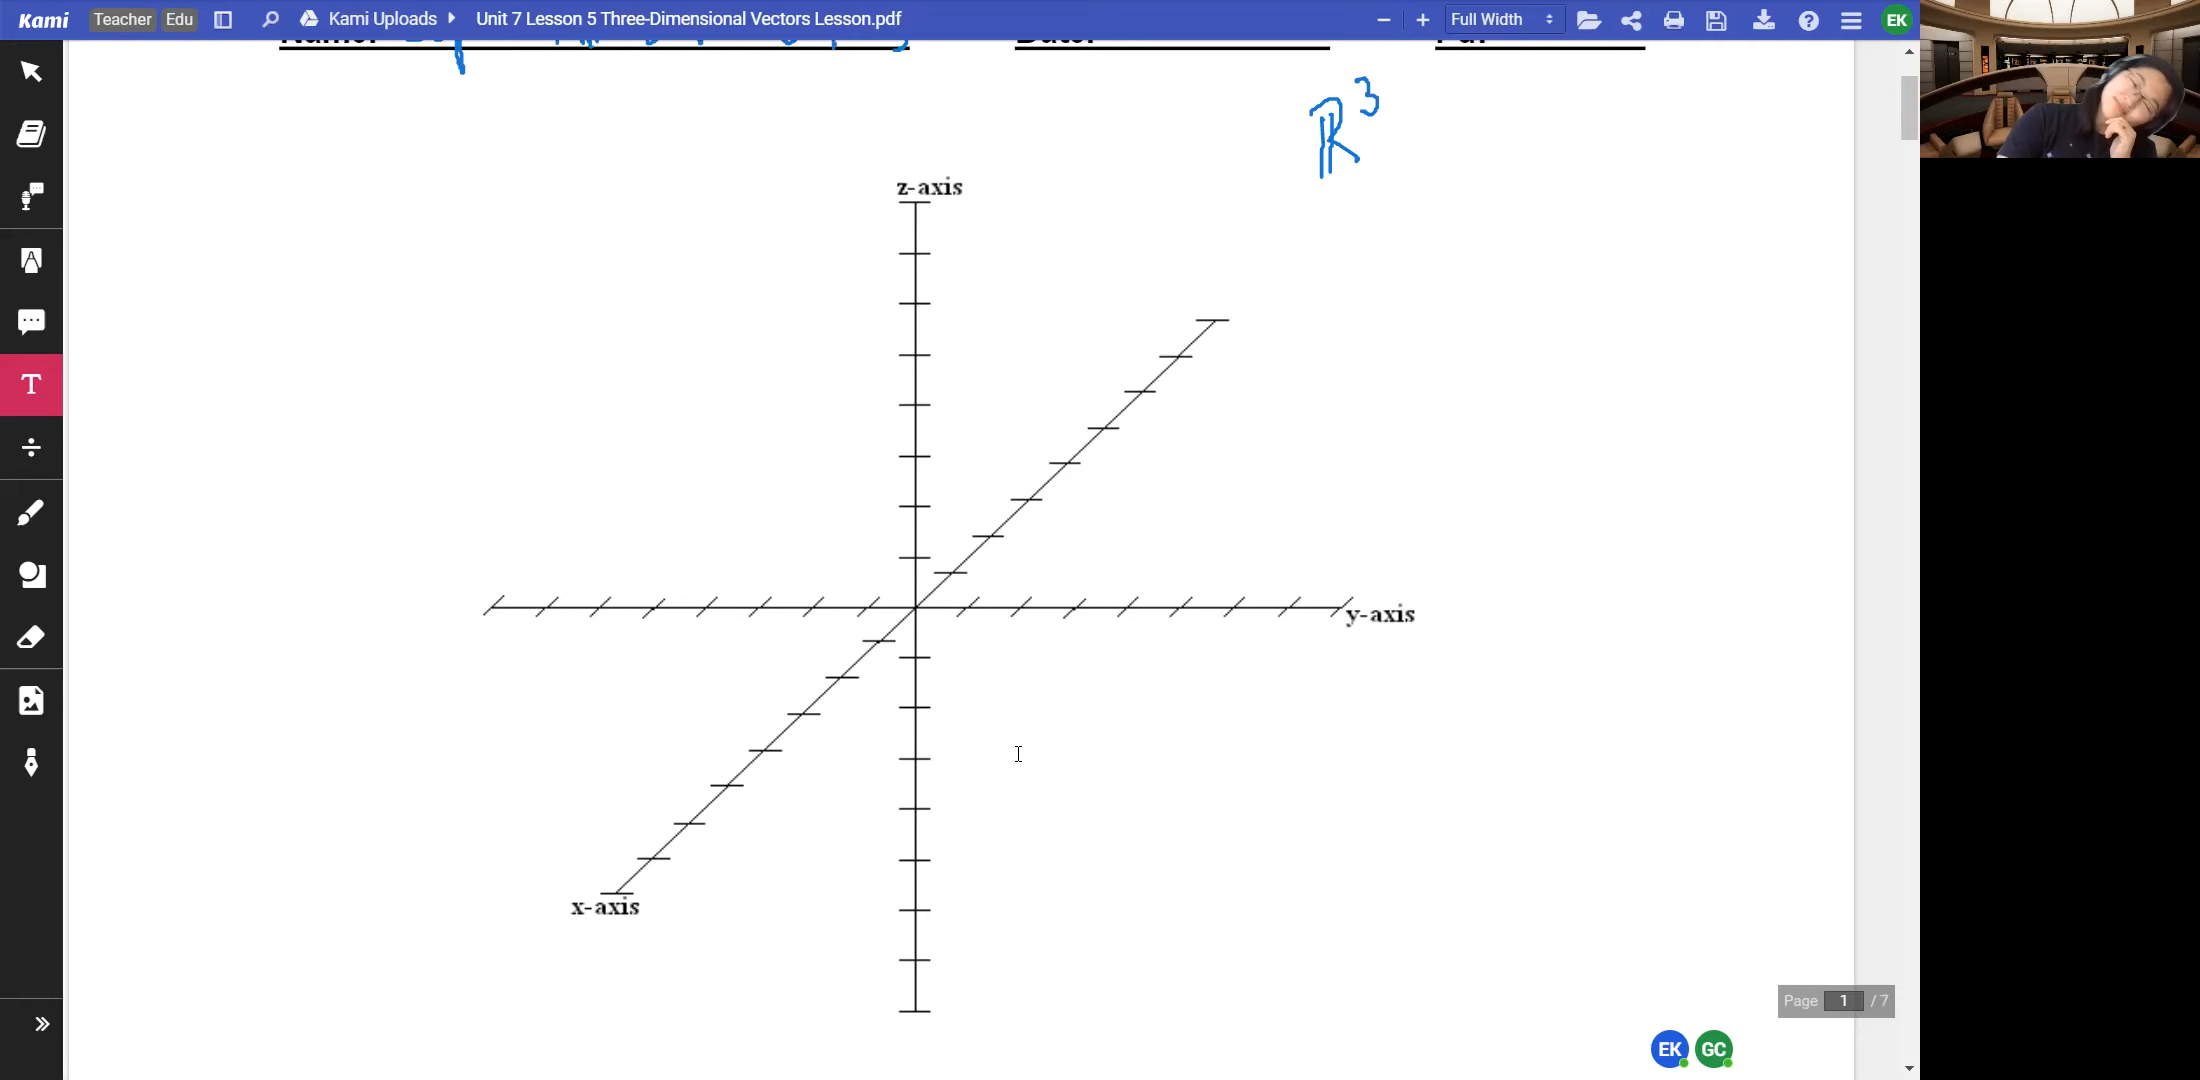 Kami Teacher Edu Kami Uploads Unit 7 Lesson 5 Three-Dimensional Vectors Lesson.pdf Full Width EK
Name:
ℝ³
z-axis
T
y-axis
x-axis
Page 1 / 7
EK GC